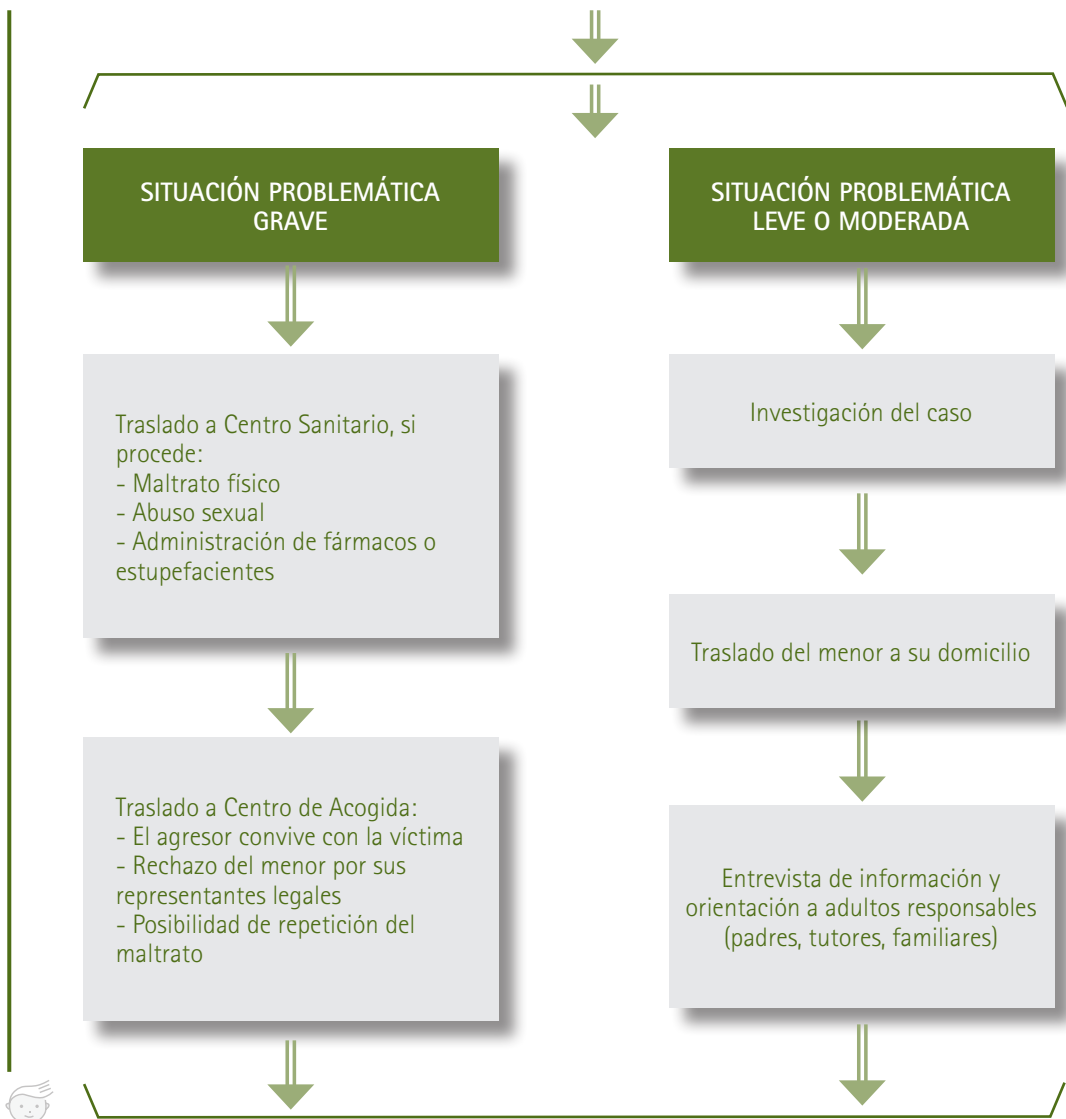 SITUACIÓN PROBLEMÁTICA
GRAVE
Traslado a Centro Sanitario, si
procede:
- Maltrato físico
- Abuso sexual
- Administración de fármacos o
estupefacientes
Traslado a Centro de Acogida:
- El agresor convive con la víctima
- Rechazo del menor por sus
representantes legales
- Posibilidad de repetición del
maltrato
SITUACIÓN PROBLEMÁTICA
LEVE O MODERADA
Investigación del caso
Traslado del menor a su domicilio
Entrevista de información y
orientación a adultos responsables
(padres, tutores, familiares)